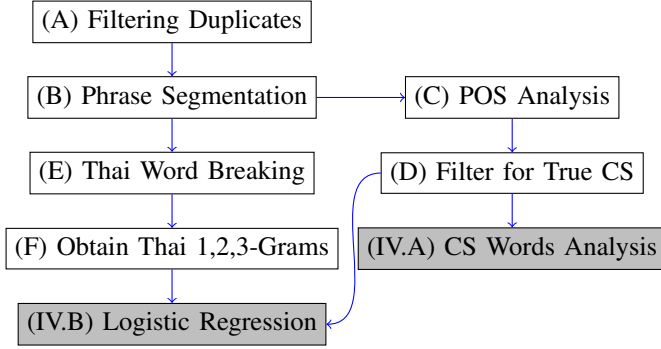 (A) Filtering Duplicates
(B) Phrase Segmentation
(C) POS Analysis
(E) Thai Word Breaking
(D) Filter for True CS
(F) Obtain Thai 1,2,3-Grams
(IV.A) CS Words Analysis
(IV.B) Logistic Regression